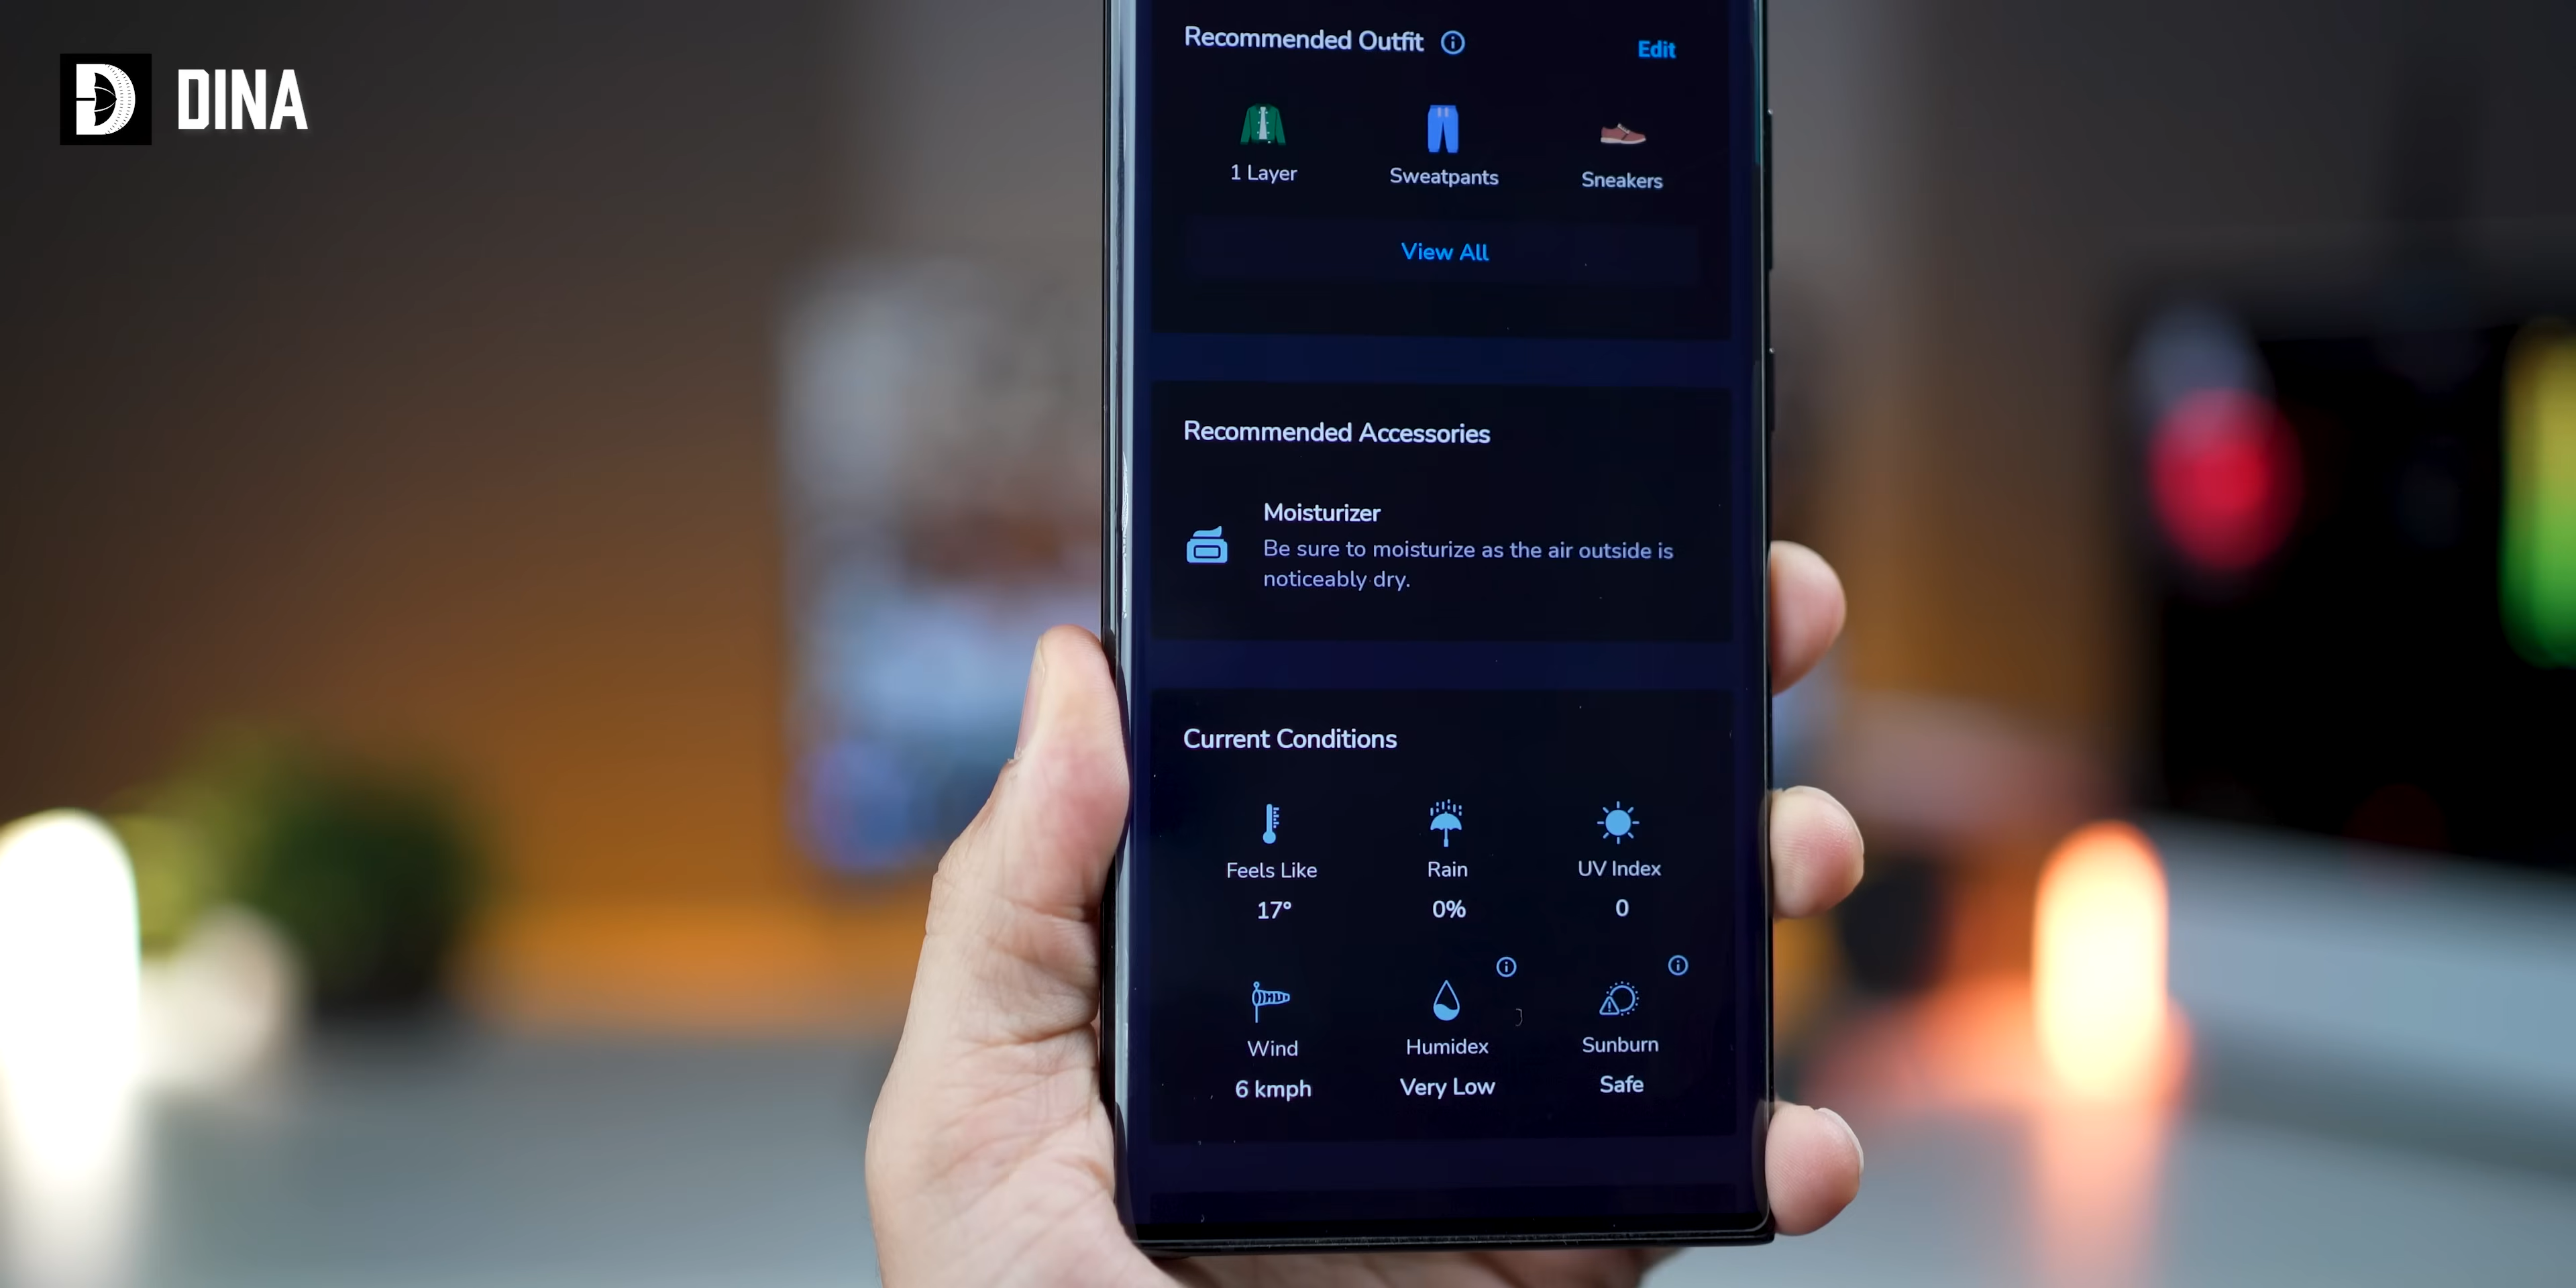 DINA
Recommended Outfit
Edit
1 Layer
Sweatpants
Sneakers
View All
Recommended Accessories
Moisturizer
Be sure to moisturize as the air outside is
noticeably dry.
Current Conditions
Feels Like
Rain
UV Index
17°
0%
0
Wind
Humidex
Sunburn
6 kmph
Very Low
Safe